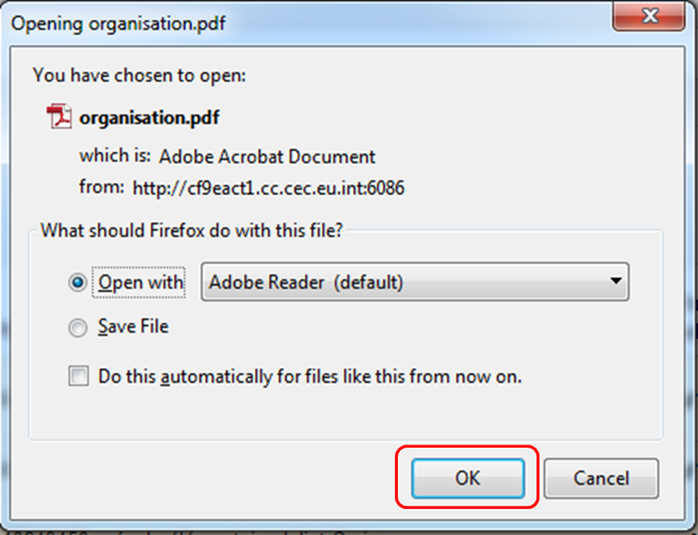 Opening organisation.pdf
You have chosen to open:
organisation.pdf
which is: Adobe Acrobat Document
from: http://cf9eact1.cc.cec.eu.int:6086
What should Firefox do with this file?
Open with Adobe Reader (default)
Save File
Do this automatically for files like this from now on.
OK Cancel